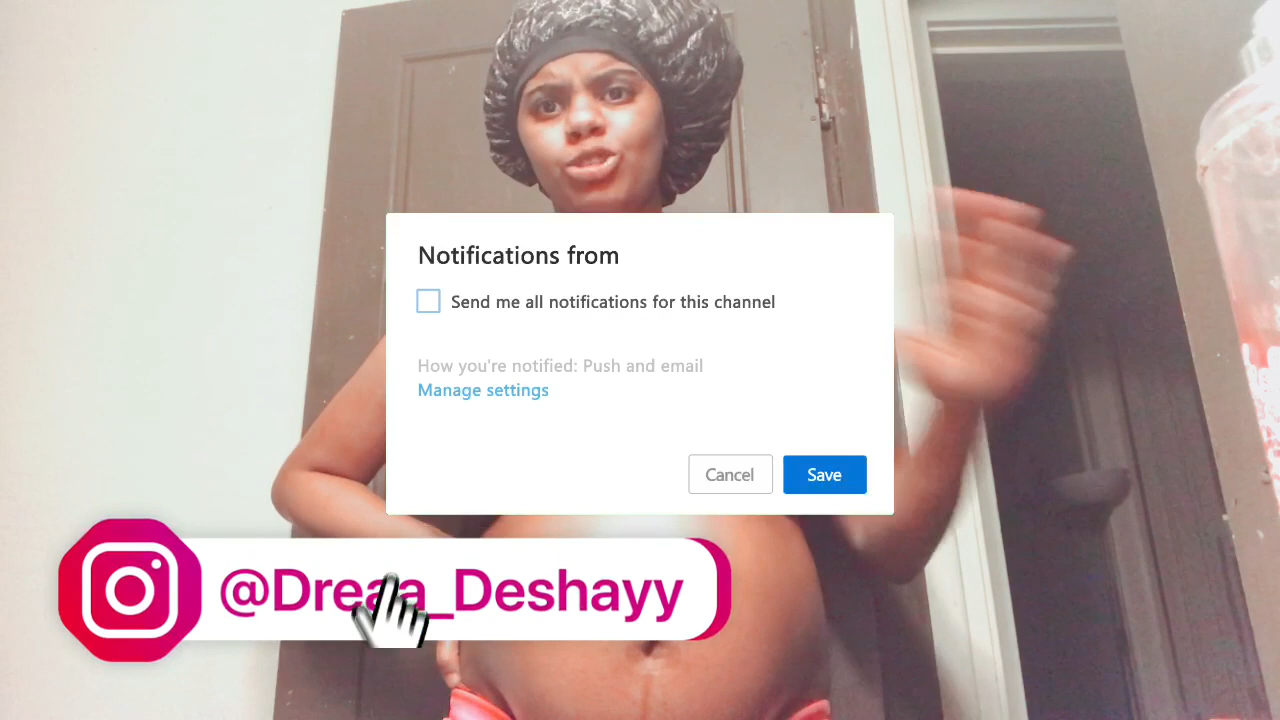 Notifications from
Send me all notifications for this channel
How you're notified: Push and email
Manage settings
Cancel
Save
@Dreaa_Deshayy